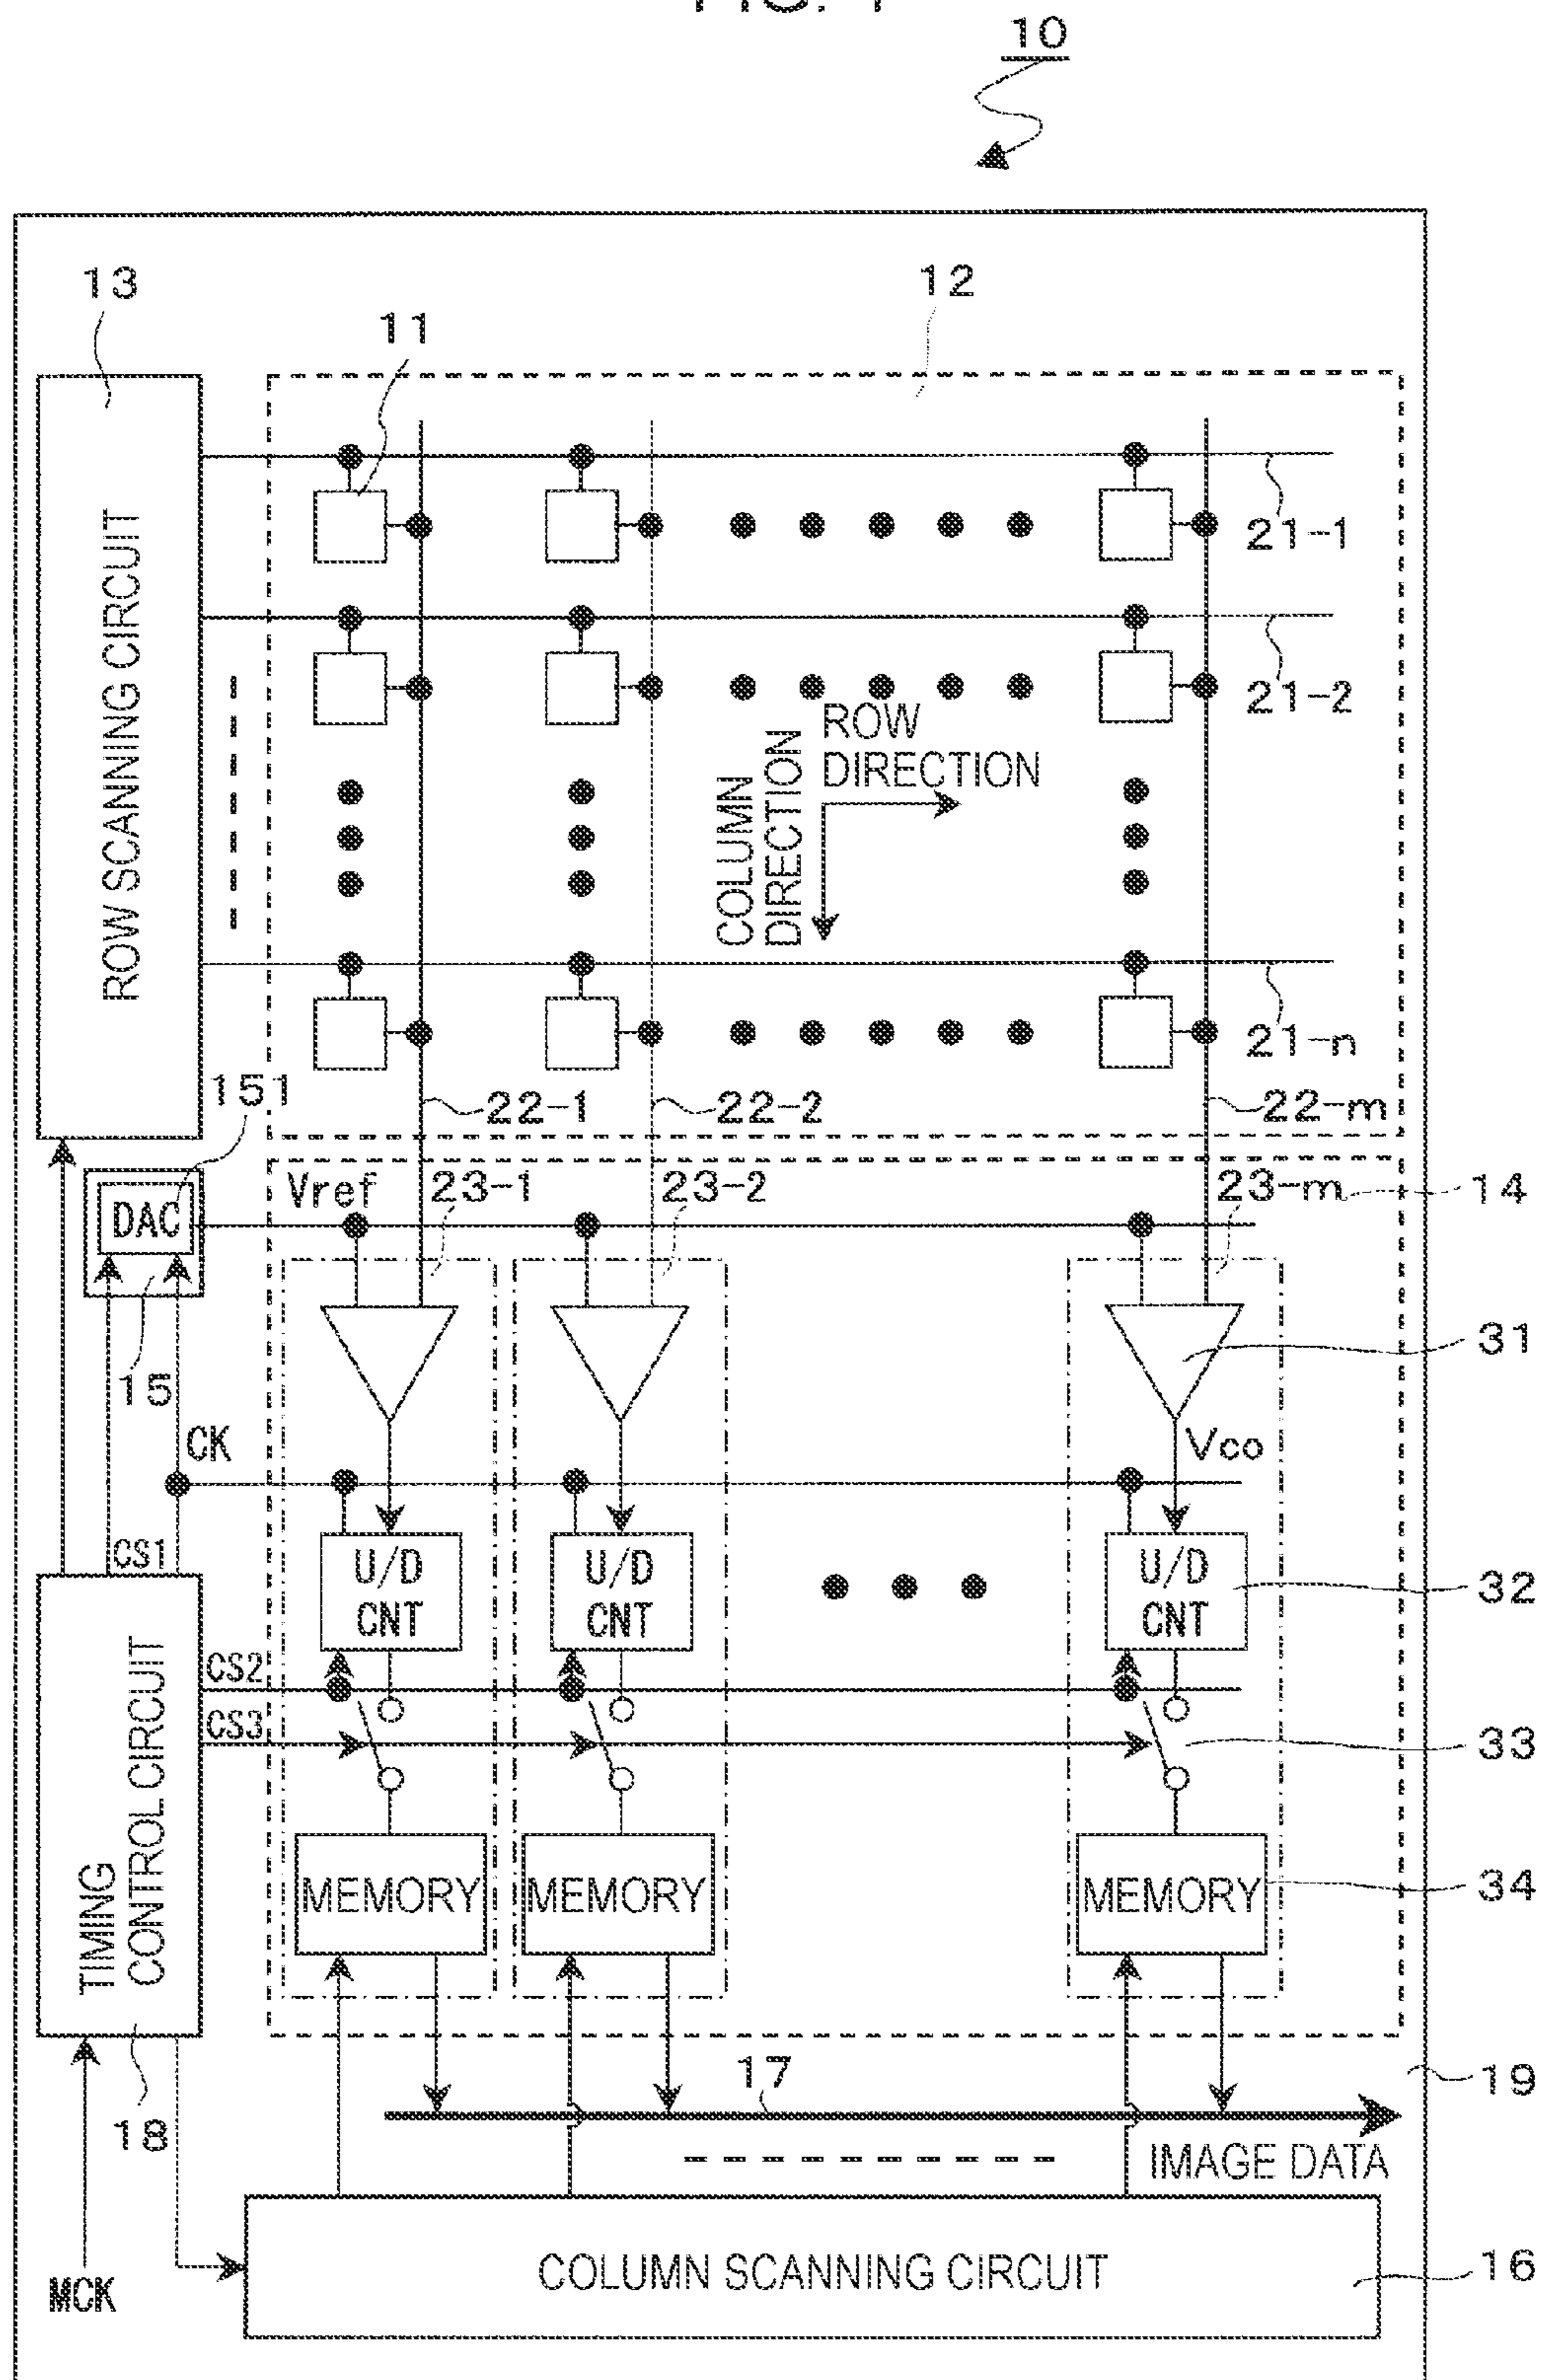 FIG. 1
10
13
11
12
ROW SCANNING CIRCUIT
21-1
21-2
ROW
DIRECTION
COLUMN
DIRECTION
21-n
151
22-1
22-2
22-m
DAC
Vref
23-1
23-2
23-m
14
15
31
CK
Vco
CS1
U/D
CNT
U/D
CNT
U/D
CNT
32
TIMING
CONTROL CIRCUIT
CS2
CS3
33
MEMORY
MEMORY
MEMORY
34
18
17
19
IMAGE DATA
MCK
COLUMN SCANNING CIRCUIT
16